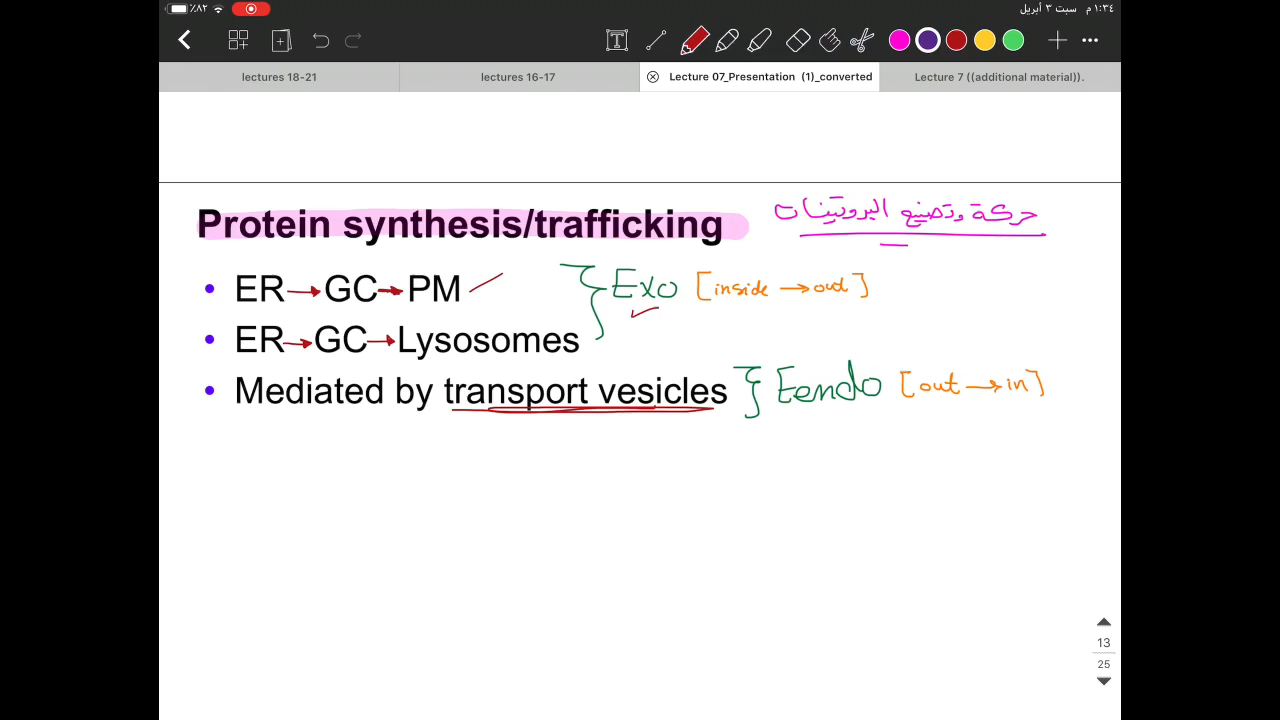 ٪٨٢
١:٣٤ م سبت ٣ أبريل
lectures 18-21
lectures 16-17
Lecture 07_Presentation (1)_converted
Lecture 7 ((additional material)).
Protein synthesis/trafficking
حركة وتصنيع البروتينات
• ER→GC→PM
Exo [inside → out]
• ER→GC→Lysosomes
• Mediated by transport vesicles
Eendo [out → in]
13
25